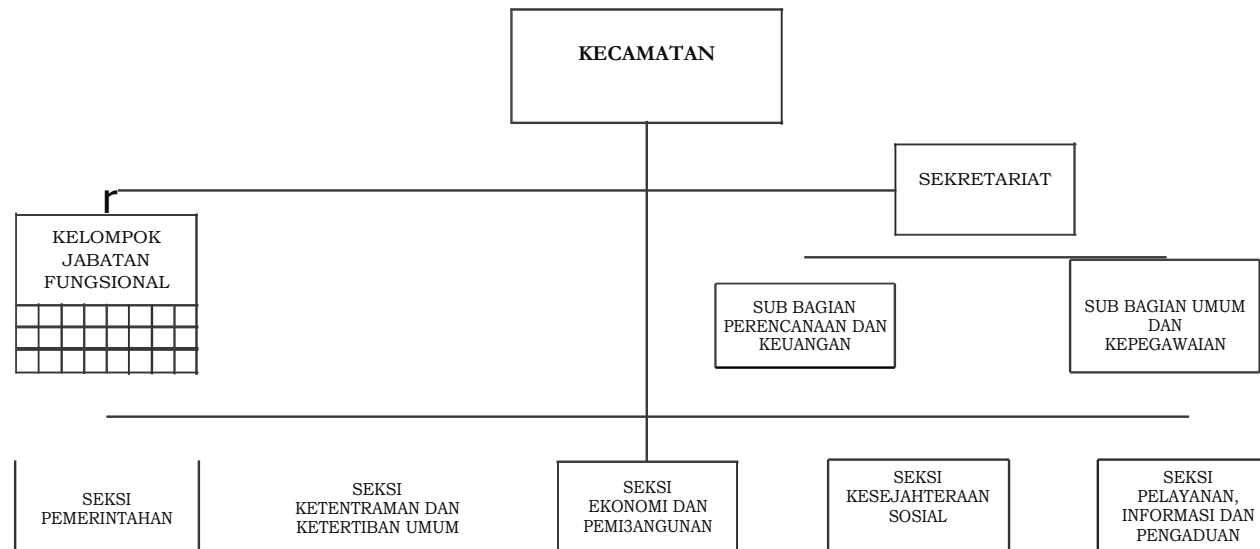 KECAMATAN
SEKRETARIAT
KELOMPOK
JABATAN
FUNGSIONAL
SUB BAGIAN
PERENCANAAN DAN
KEUANGAN
SUB BAGIAN UMUM
DAN
KEPEGAWAIAN
SEKSI
PEMERINTAHAN
SEKSI
KETENTRAMAN DAN
KETERTIBAN UMUM
SEKSI
EKONOMI DAN
PEMI3ANGUNAN
SEKSI
KESEJAHTERAAN
SOSIAL
SEKSI
PELAYANAN,
INFORMASI DAN
PENGADUAN